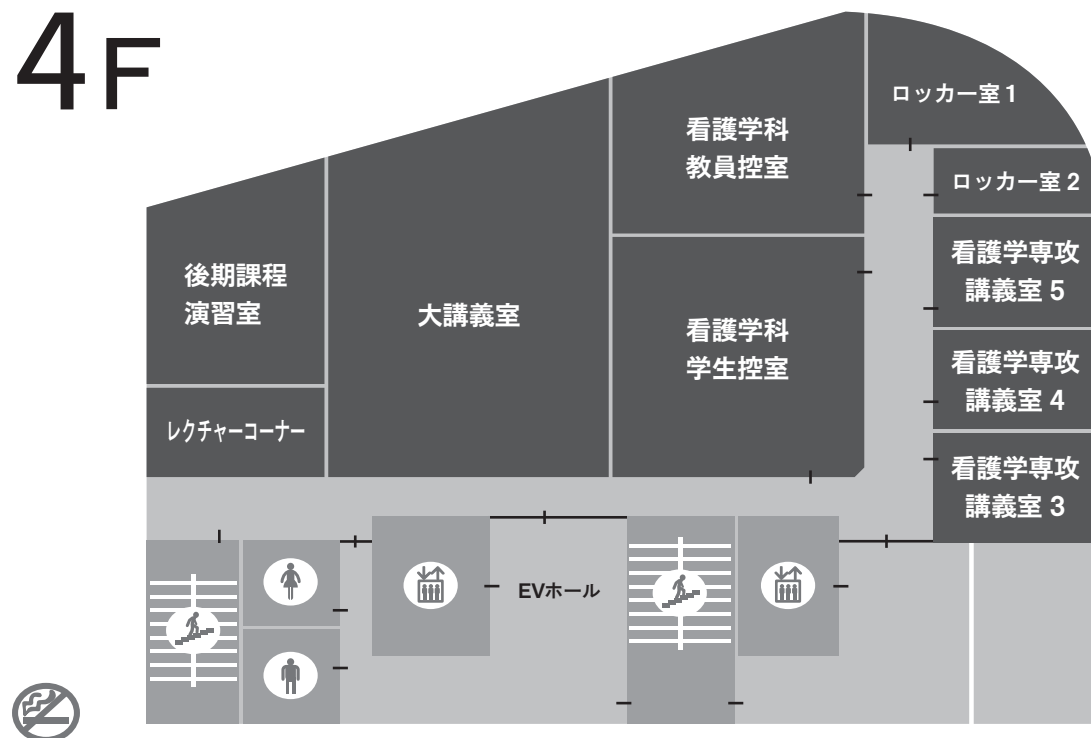 4F
ロッカー室 1
看護学科
教員控室
ロッカー室 2
後期課程
演習室
大講義室
看護学科
学生控室
看護学専攻
講義室 5
看護学専攻
講義室 4
レクチャーコーナー
看護学専攻
講義室 3
EVホール